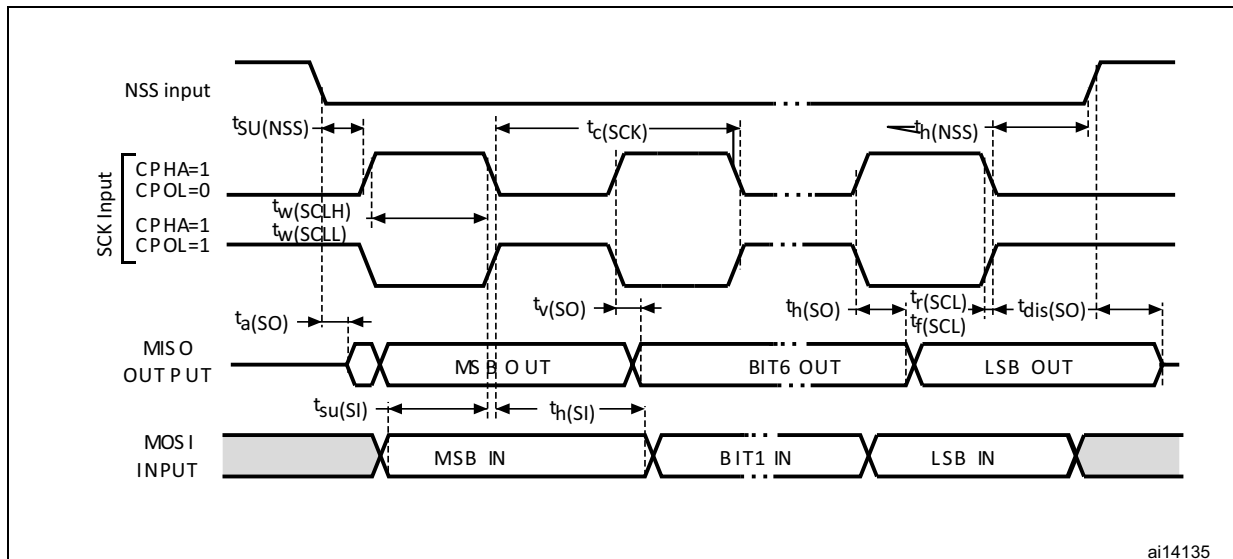 NSS input
tSU(NSS)
tc(SCK)
th(NSS)
SCK Input
CPHA=1
CPOL=0
tw(SCLH)
CPHA=1
tw(SCLL)
CPOL=1
ta(SO)
tv(SO)
th(SO)
tr(SCL)
tf(SCL)
tdis(SO)
MISO
OUTPUT
MSB OUT
BIT6 OUT
LSB OUT
tsu(SI)
th(SI)
MOSI
INPUT
MSB IN
BIT1 IN
LSB IN
ai14135